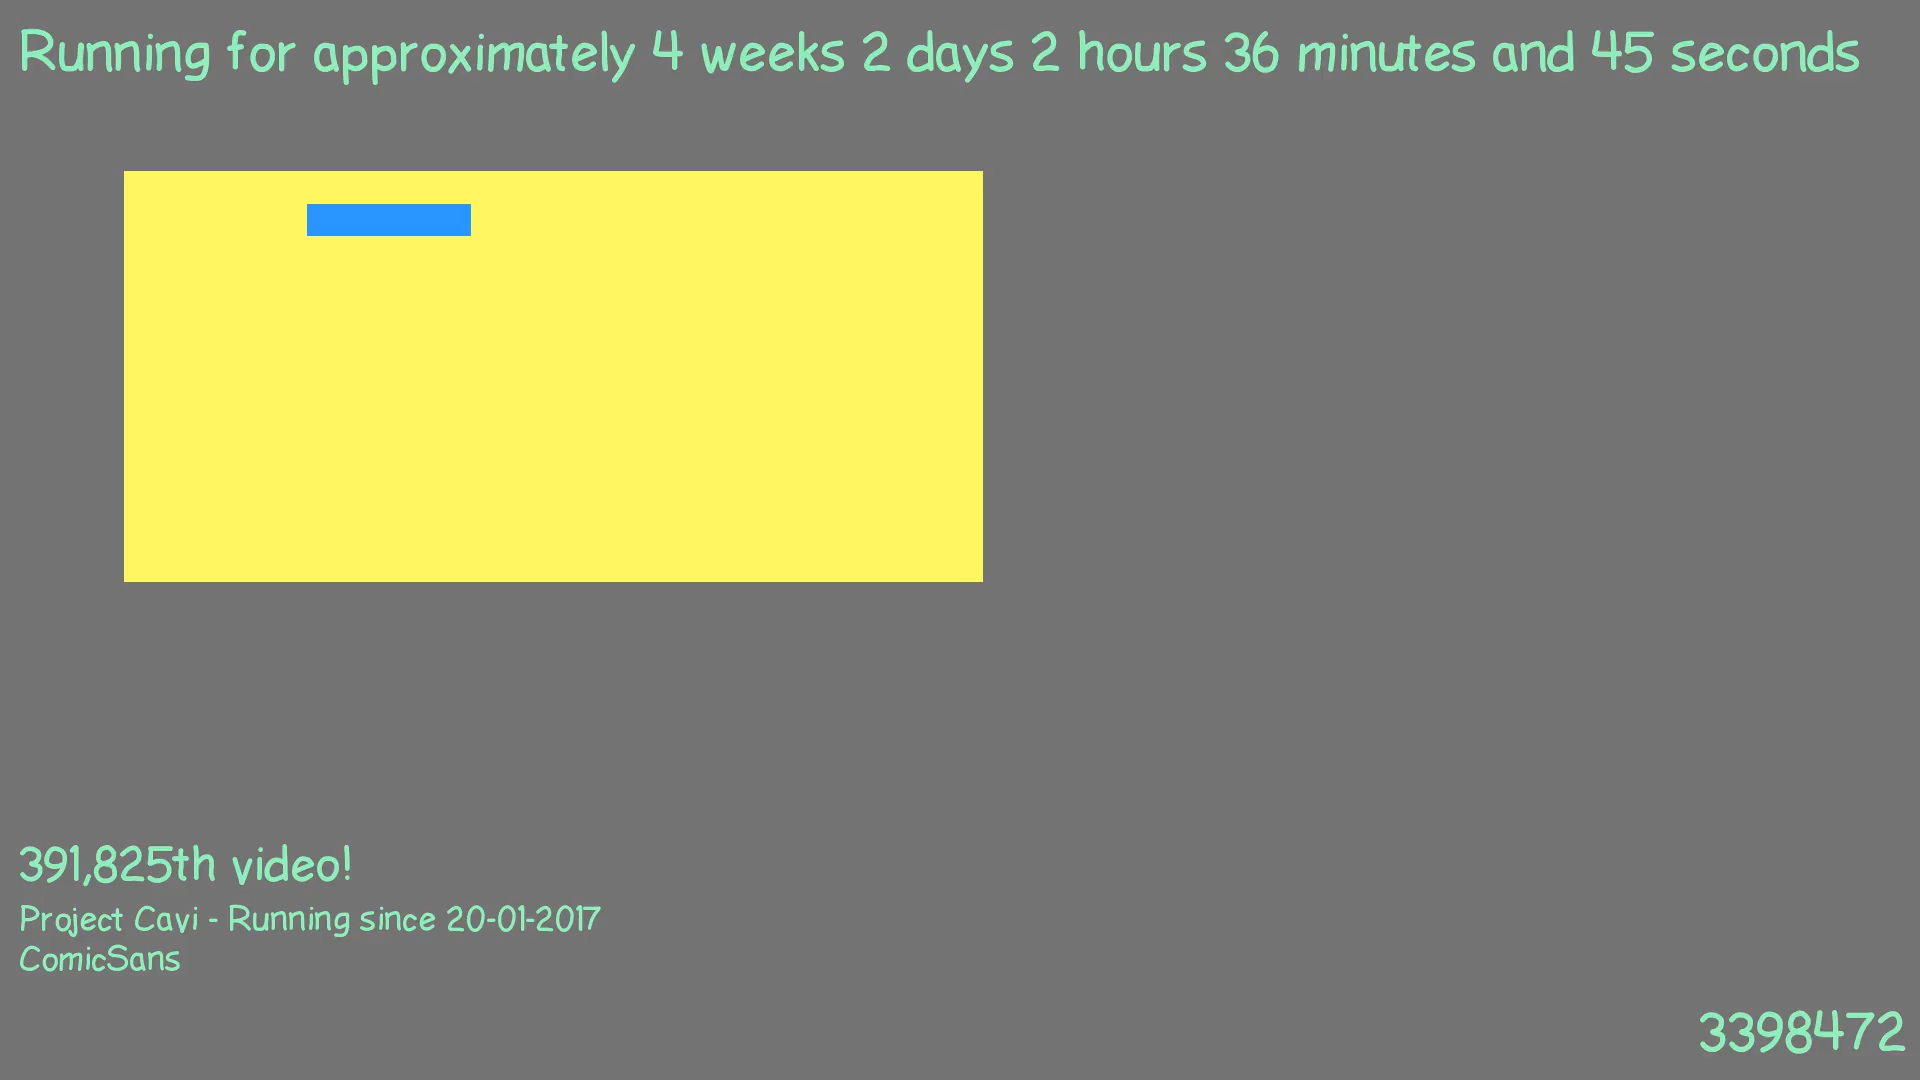 Running for approximately 4 weeks 2 days 2 hours 36 minutes and 45 seconds
391,825th video!
Project Cavi - Running since 20-01-2017
ComicSans
3398472